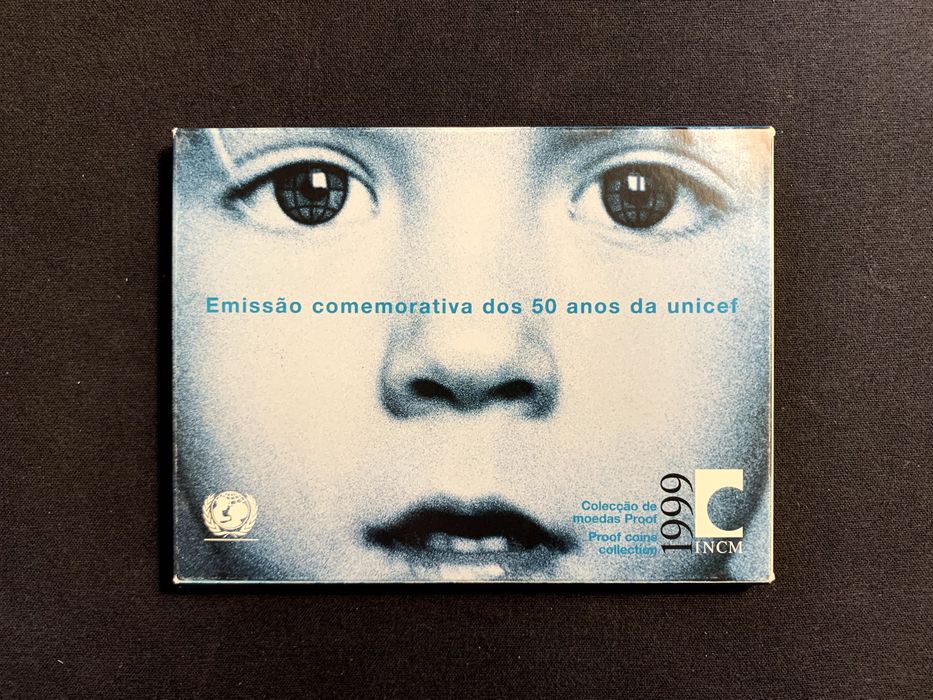 Emissão comemorativa dos 50 anos da unicef
Colecção de
moedas Proof
Proof coins
collection
1999
INCM